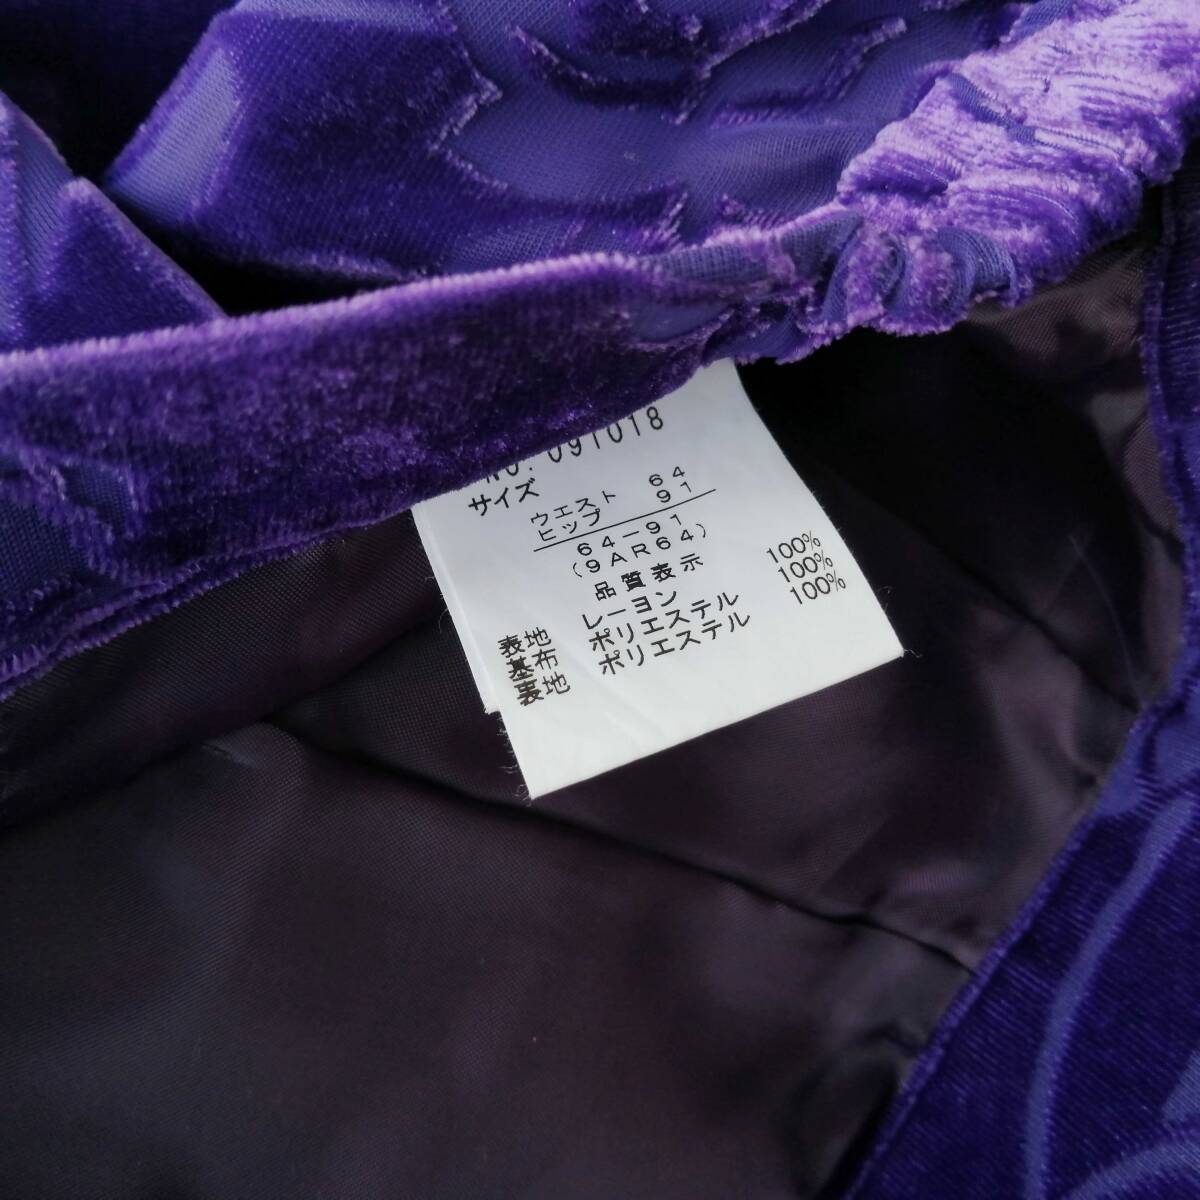 No. 091018
サイズ
ウエスト 64
ヒップ 91
64-91
(9AR64)
品質表示
表地 レーヨン 100%
基布 ポリエステル 100%
裏地 ポリエステル 100%